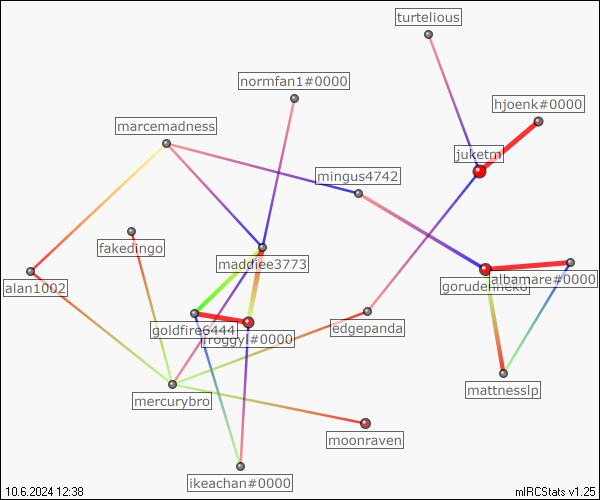 turtelious
normfan1#0000
hjoenk#0000
marcemadness
juketm
mingus4742
fakedingo
maddiee3773
albamare#0000
alan1002
goldfire6444
froggyl#0000
edgepanda
mattnesslp
mercurybro
moonraven
ikeachan#0000
10.6.2024 12:38
mIRCStats v1.25